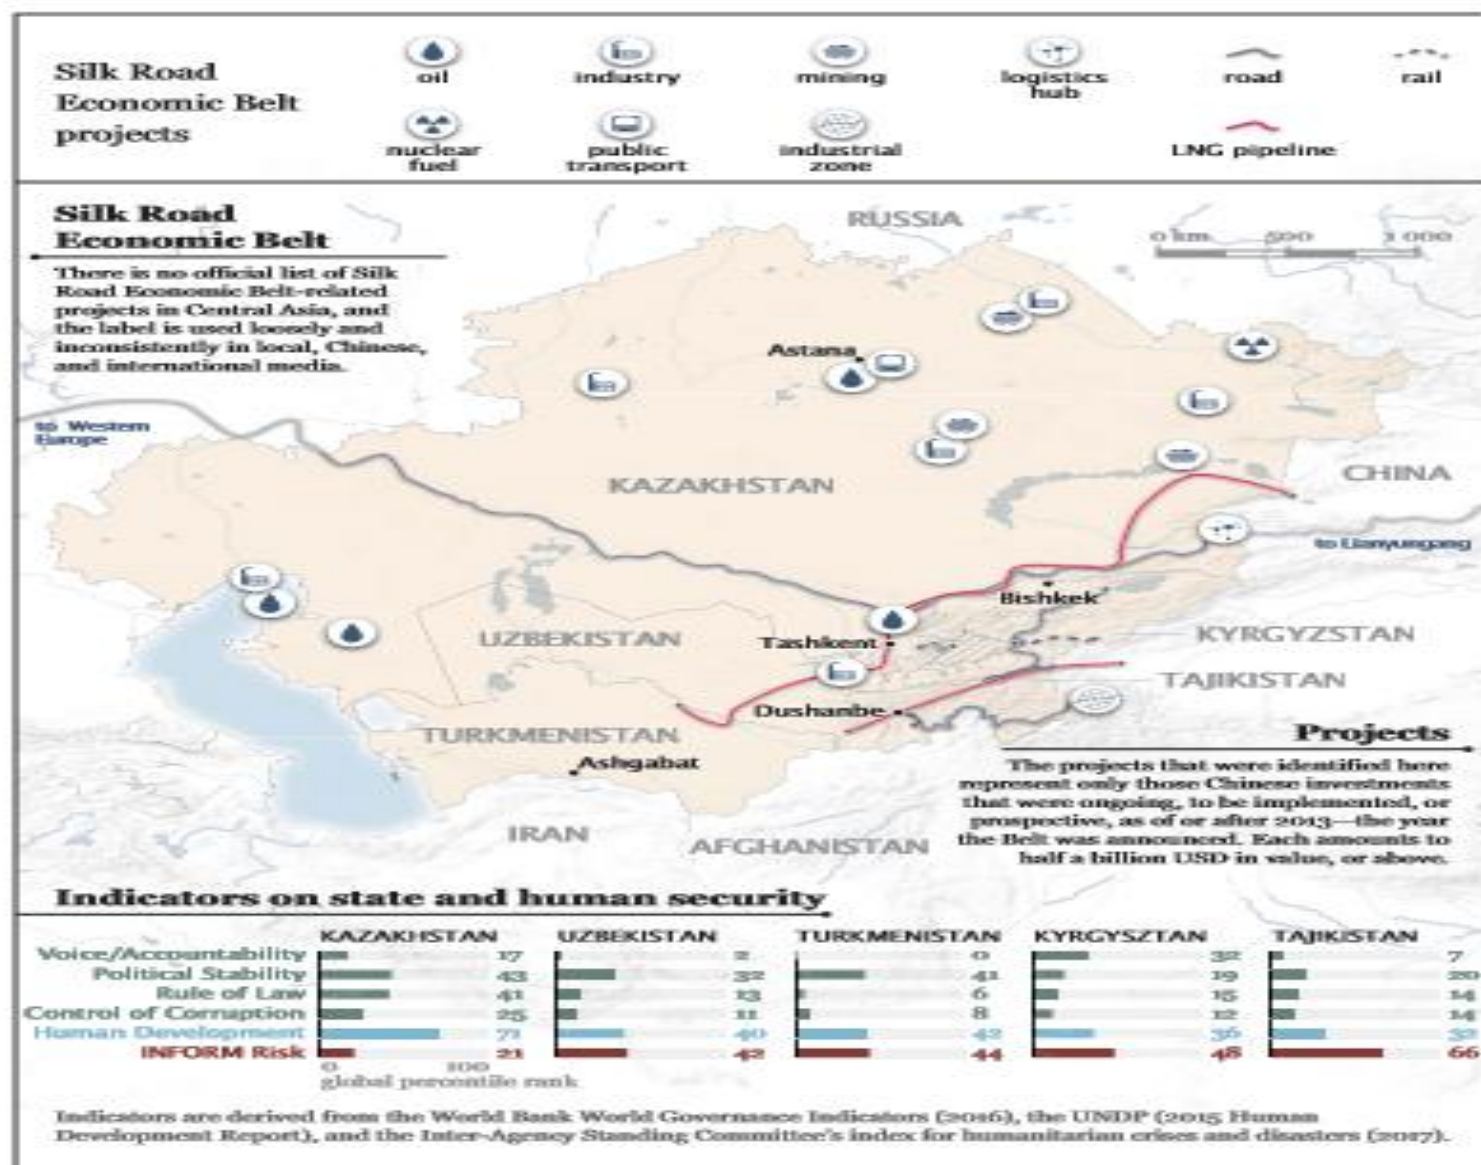 Silk Road
Economic Belt
projects
oil
industry
mining
logistics
hub
road
rail
nuclear
fuel
public
transport
industrial
zone
LNG pipeline
Silk Road
Economic Belt
There is no official list of Silk
Road Economic Belt-related
projects in Central Asia, and
the label is used loosely and
inconsistently in local, Chinese,
and international media.
RUSSIA
0 km 500 1 000
Astana
to Western
Europe
KAZAKHSTAN
CHINA
to Lianyungang
Bishkek
UZBEKISTAN
Tashkent
KYRGYZSTAN
TAJIKISTAN
Dushanbe
TURKMENISTAN
Ashgabat
IRAN
AFGHANISTAN
Projects
The projects that were identified here
represent only those Chinese investments
that were ongoing, to be implemented, or
prospective, as of or after 2013—the year
the Belt was announced. Each amounts to
half a billion USD in value, or above.
Indicators on state and human security
KAZAKHSTAN UZBEKISTAN TURKMENISTAN KYRGYSZTAN TAJIKISTAN
Voice/Accountability 17 2 0 32 7
Political Stability 43 32 41 19 20
Rule of Law 41 13 6 15 14
Control of Corruption 25 11 8 12 14
Human Development 71 40 42 36 32
INFORM Risk 21 42 44 48 66
0 100
global percentile rank
Indicators are derived from the World Bank World Governance Indicators (2016), the UNDP (2015 Human
Development Report), and the Inter-Agency Standing Committee's index for humanitarian crises and disasters (2017).